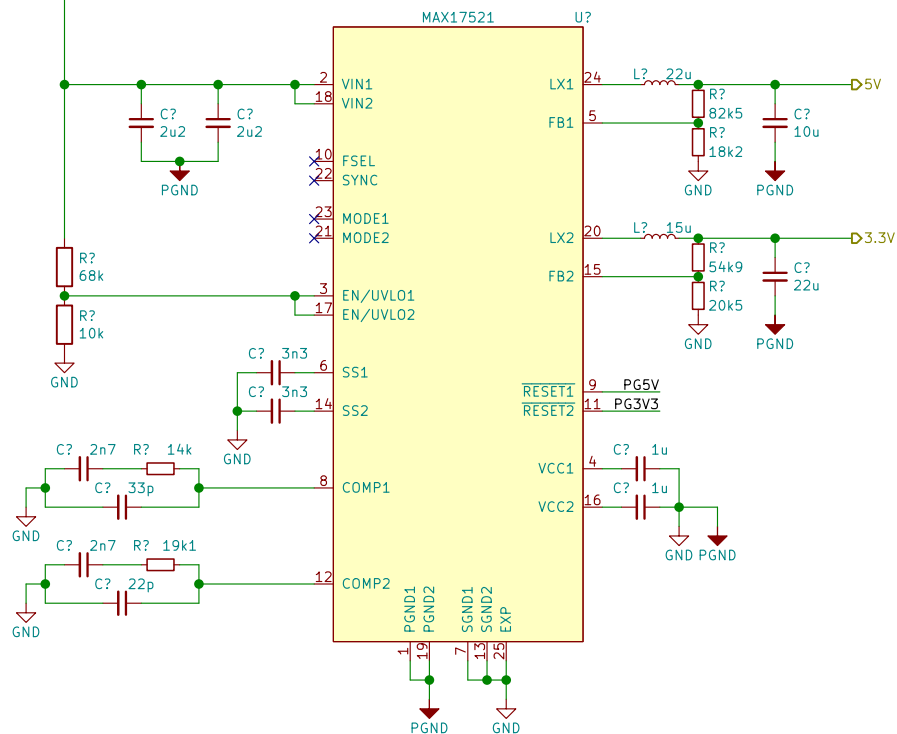 MAX17521 U?
2 VIN1
18 VIN2
C? 2u2
C? 2u2
PGND
10 FSEL
22 SYNC
23 MODE1
21 MODE2
R? 68k
R? 10k
GND
3 EN/UVLO1
17 EN/UVLO2
C? 3n3
6 SS1
C? 3n3
14 SS2
GND
C? 2n7 R? 14k
C? 33p
GND
8 COMP1
C? 2n7 R? 19k1
C? 22p
GND
12 COMP2
LX1 24
L? 22u
5V
FB1 5
R? 82k5
R? 18k2
GND
C? 10u
PGND
LX2 20
L? 15u
3.3V
FB2 15
R? 54k9
R? 20k5
GND
C? 22u
PGND
RESET1 9 PG5V
RESET2 11 PG3V3
VCC1 4
C? 1u
VCC2 16
C? 1u
GND PGND
PGND1 1
PGND2 19
SGND1 7
SGND2 13
EXP 25
PGND
GND